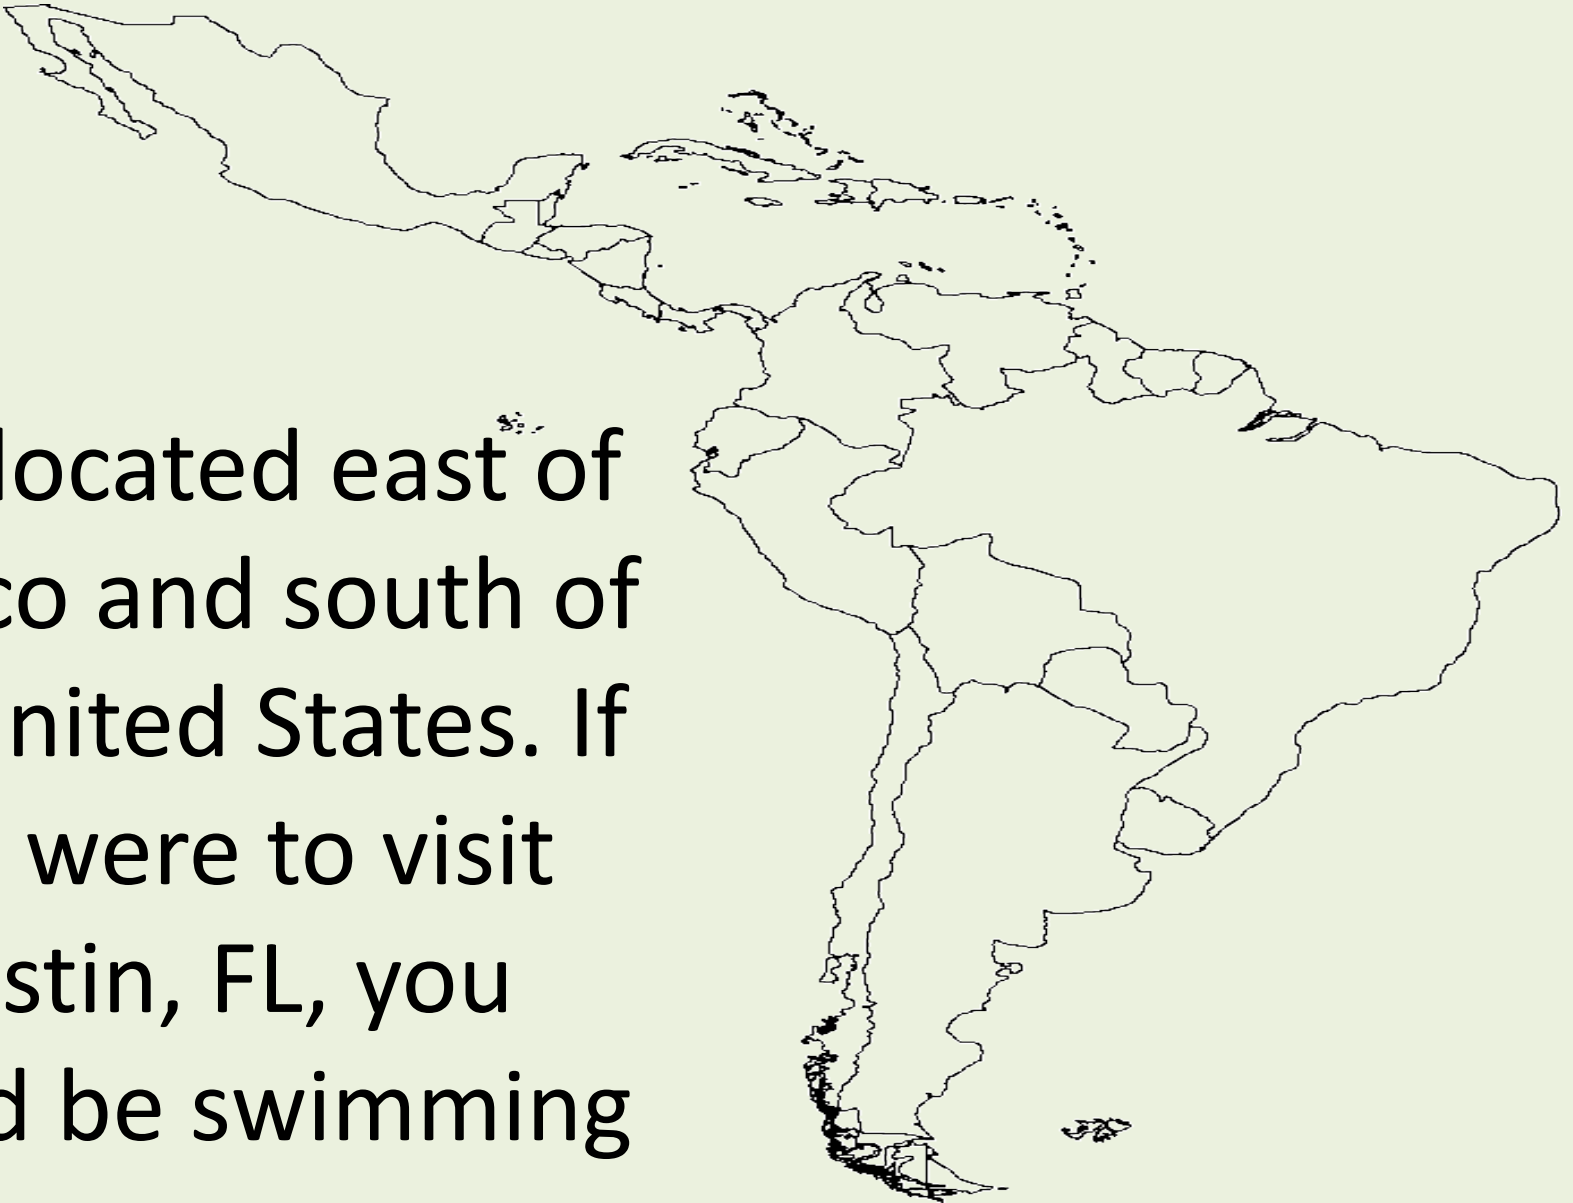 located east of
co and south of
nited States. If
were to visit
stin, FL, you
d be swimming